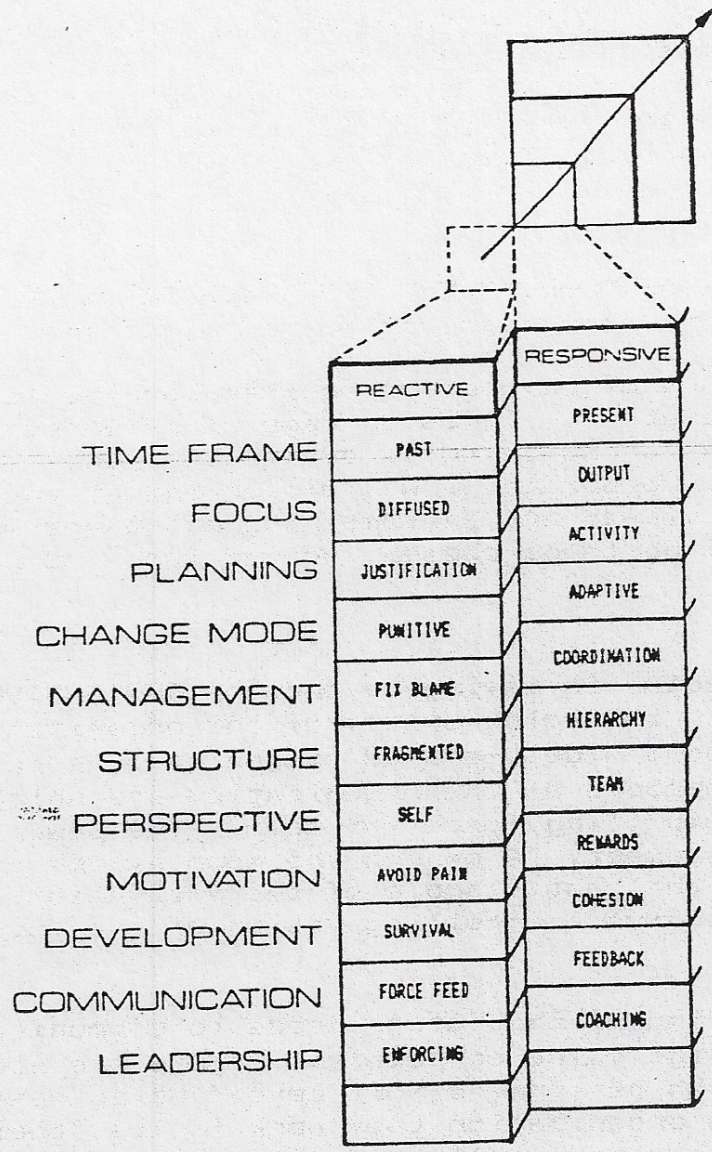 RESPONSIVE
REACTIVE
PRESENT
TIME FRAME PAST
OUTPUT
FOCUS DIFFUSED
ACTIVITY
PLANNING JUSTIFICATION
ADAPTIVE
CHANGE MODE PUNITIVE
COORDINATION
MANAGEMENT FIX BLAME
HIERARCHY
STRUCTURE FRAGMENTED
TEAM
PERSPECTIVE SELF
REWARDS
MOTIVATION AVOID PAIN
COHESION
DEVELOPMENT SURVIVAL
FEEDBACK
COMMUNICATION FORCE FEED
COACHING
LEADERSHIP ENFORCING